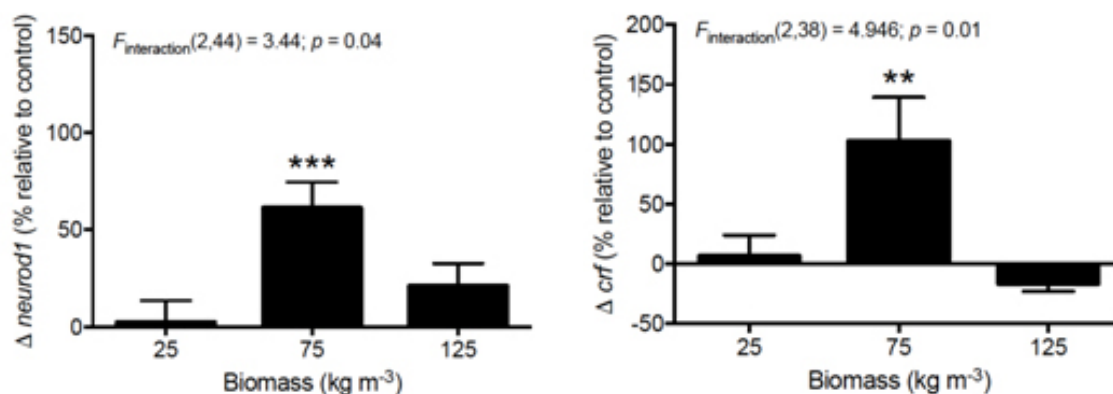 Δ neurod1 (% relative to control)
150
100
50
0
F interaction (2,44) = 3.44; p = 0.04
***
25 75 125
Biomass (kg m-3)
Δ crf (% relative to control)
200
150
100
50
0
-50
F interaction (2,38) = 4.946; p = 0.01
**
25 75 125
Biomass (kg m-3)